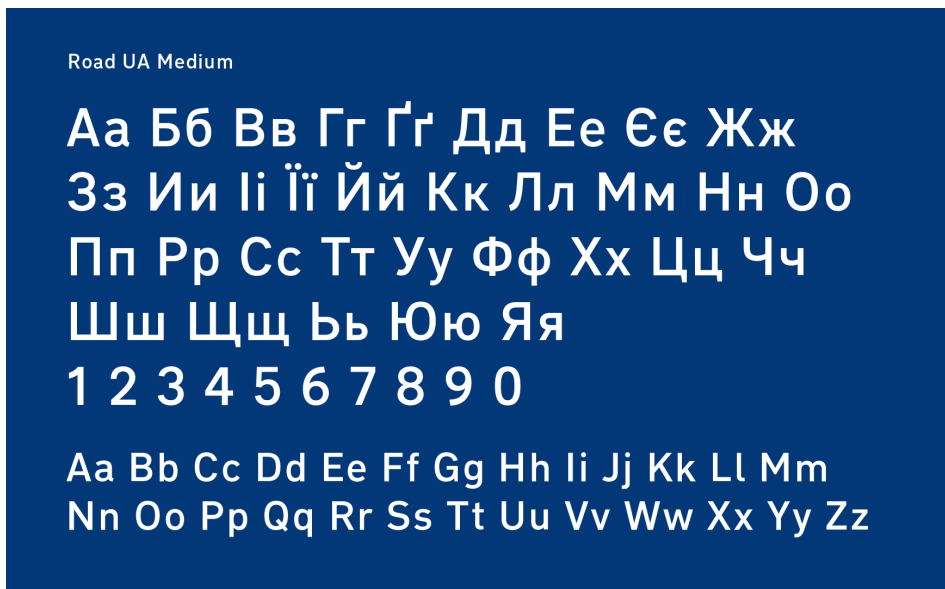 Road UA Medium
Аа Бб Вв Гг Ґґ Дд Ее Єє Жж
Зз Ии Іі Її Йй Кк Лл Мм Нн Оо
Пп Рр Сс Тт Уу Фф Хх Цц Чч
Шш Щщ Ьь Юю Яя
1 2 3 4 5 6 7 8 9 0
Aa Bb Cc Dd Ee Ff Gg Hh Ii Jj Kk Ll Mm
Nn Oo Pp Qq Rr Ss Tt Uu Vv Ww Xx Yy Zz